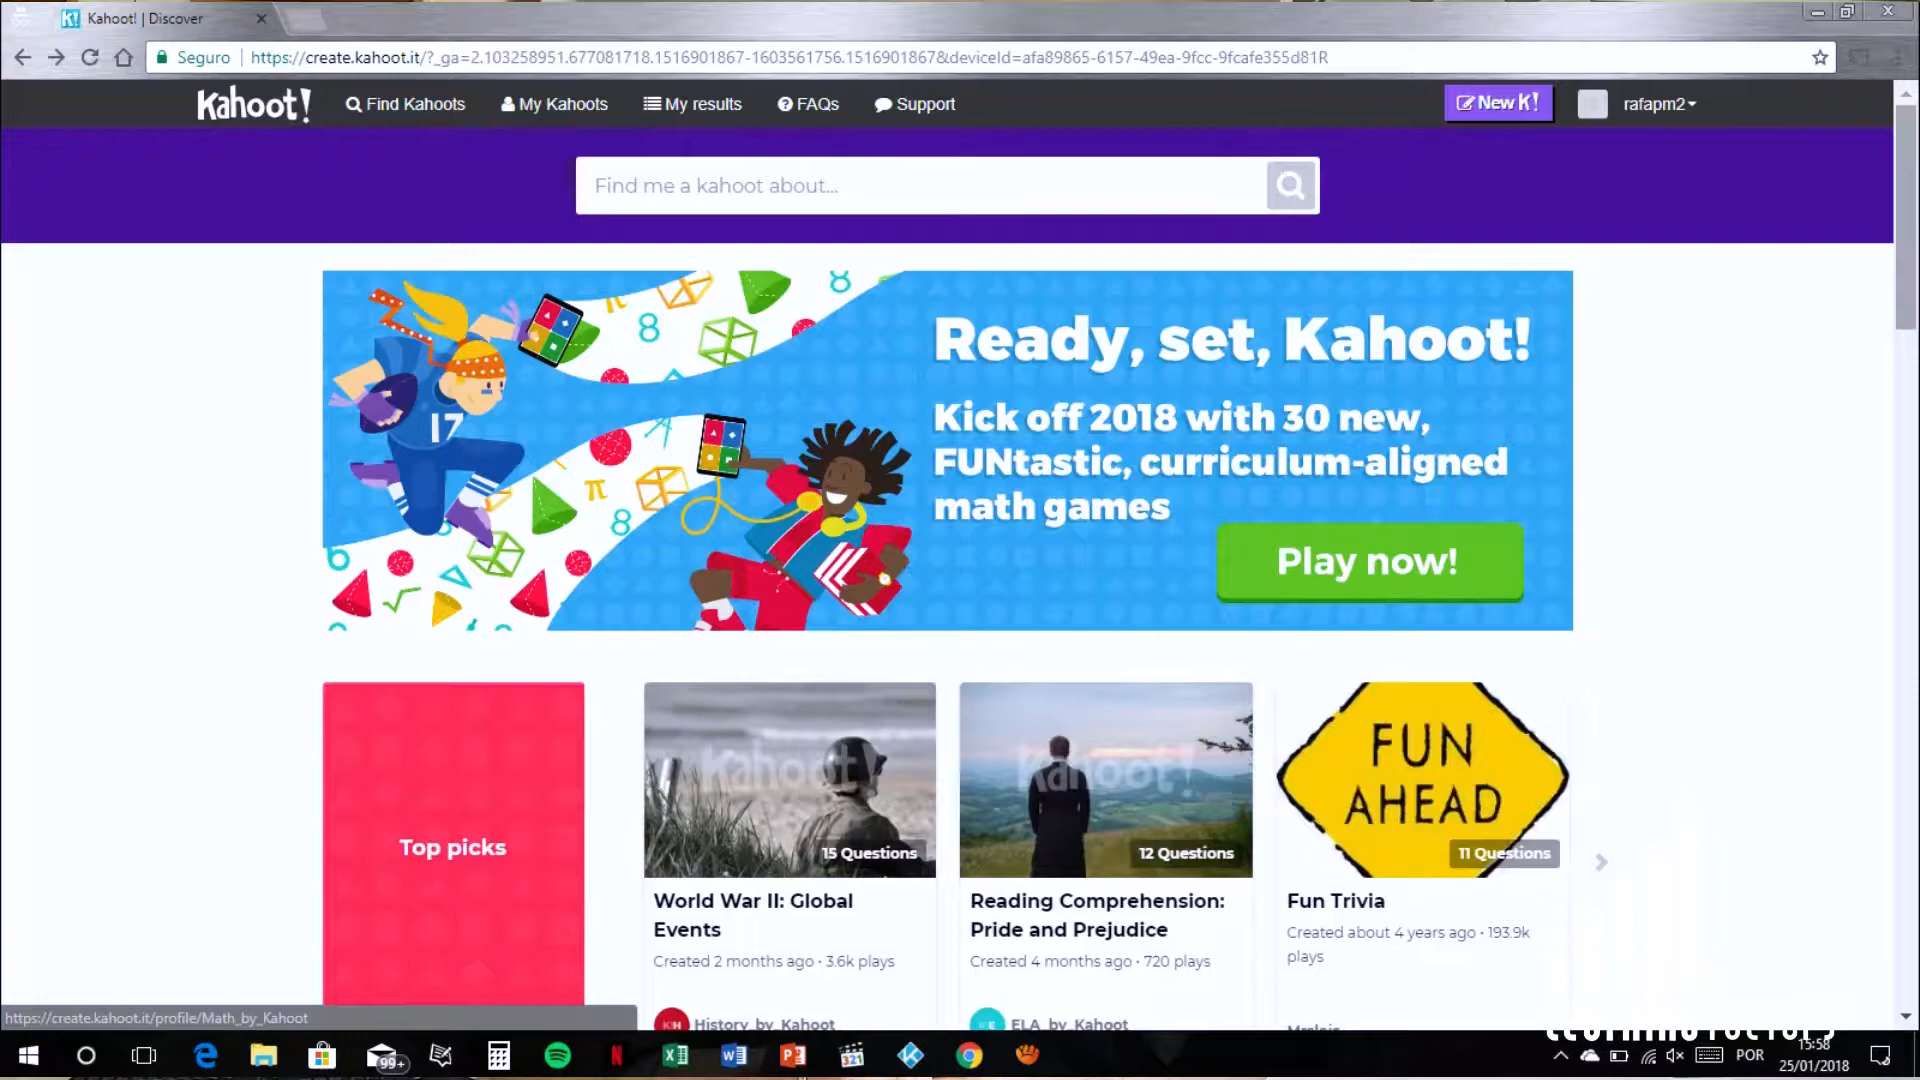 Kahoot! | Discover
Seguro https://create.kahoot.it/?_ga=2.103258951.677081718.1516901867-1603561756.1516901867&deviceId=afa89865-6157-49ea-9fcc-9fcafe355d81R
Kahoot! Find Kahoots My Kahoots My results FAQs Support New K! rafapm2
Find me a kahoot about...
Ready, set, Kahoot!
Kick off 2018 with 30 new,
FUNtastic, curriculum-aligned
math games
Play now!
17
Top picks
Kahoot!
15 Questions
World War II: Global
Events
Created 2 months ago · 3.6k plays
History_by_Kahoot
Kahoot!
12 Questions
Reading Comprehension:
Pride and Prejudice
Created 4 months ago · 720 plays
ELA_by_Kahoot
FUN
AHEAD
11 Questions
Fun Trivia
Created about 4 years ago · 193.9k
plays
https://create.kahoot.it/profile/Math_by_Kahoot
99+
321
POR
15:58
25/01/2018